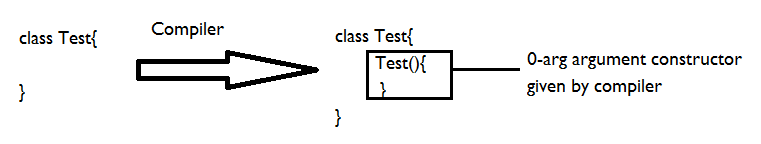 class Test{
}
Compiler
class Test{
Test(){
}
}
0-arg argument constructor
given by compiler